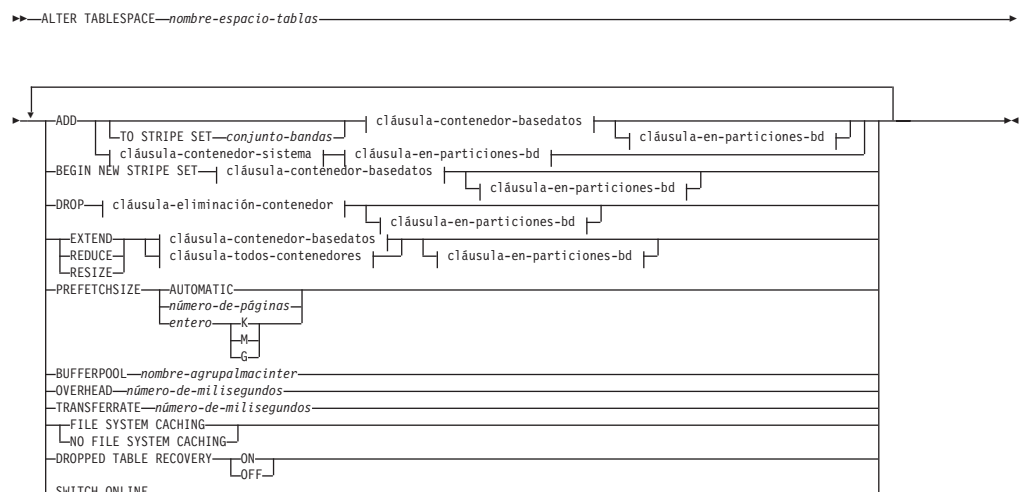 ALTER TABLESPACE nombre-espacio-tablas
ADD cláusula-contenedor-basedatos
TO STRIPE SET conjunto-bandas cláusula-en-particiones-bd
cláusula-contenedor-sistema cláusula-en-particiones-bd
BEGIN NEW STRIPE SET cláusula-contenedor-basedatos
cláusula-en-particiones-bd
DROP cláusula-eliminación-contenedor
cláusula-en-particiones-bd
EXTEND cláusula-contenedor-basedatos
REDUCE cláusula-todos-contenedores cláusula-en-particiones-bd
RESIZE
PREFETCHSIZE AUTOMATIC
número-de-páginas
entero K
M
G
BUFFERPOOL nombre-agrupalmacinter
OVERHEAD número-de-milisegundos
TRANSFERRATE número-de-milisegundos
FILE SYSTEM CACHING
NO FILE SYSTEM CACHING
DROPPED TABLE RECOVERY ON
OFF
SWITCH ONLINE